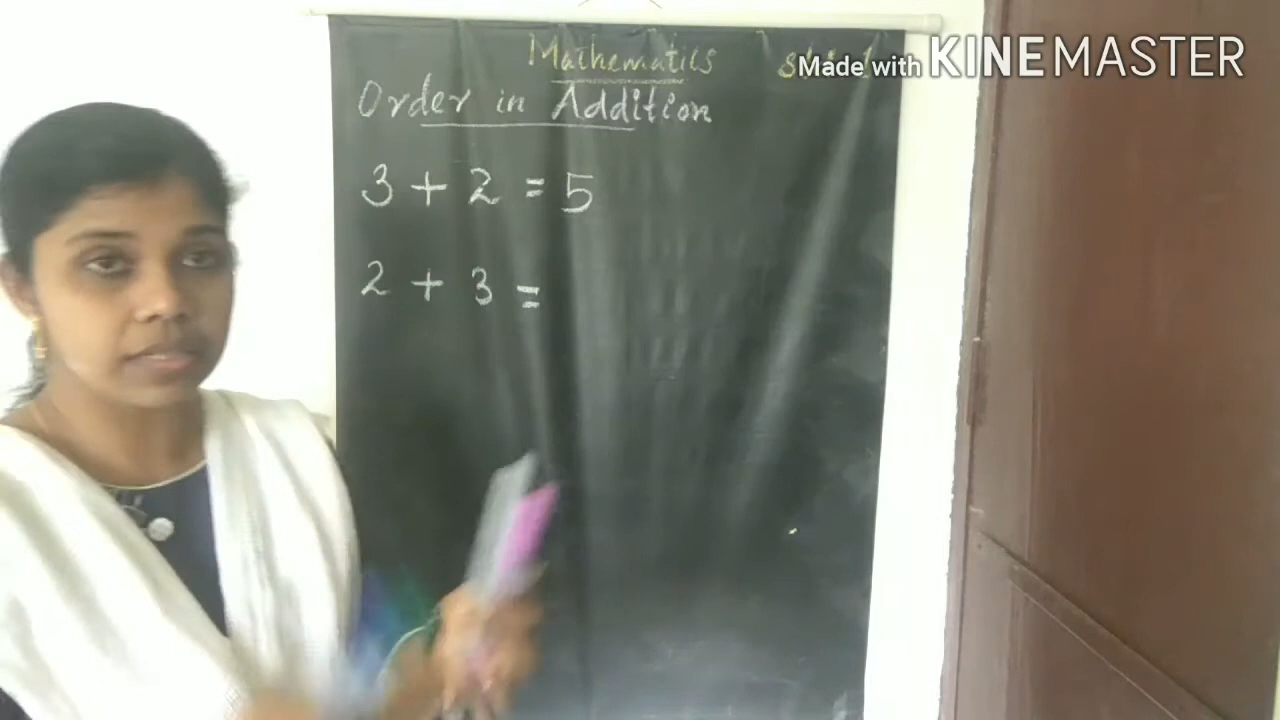 Mathematics
Made with KINEMASTER
Order in Addition
3 + 2 = 5
2 + 3 =